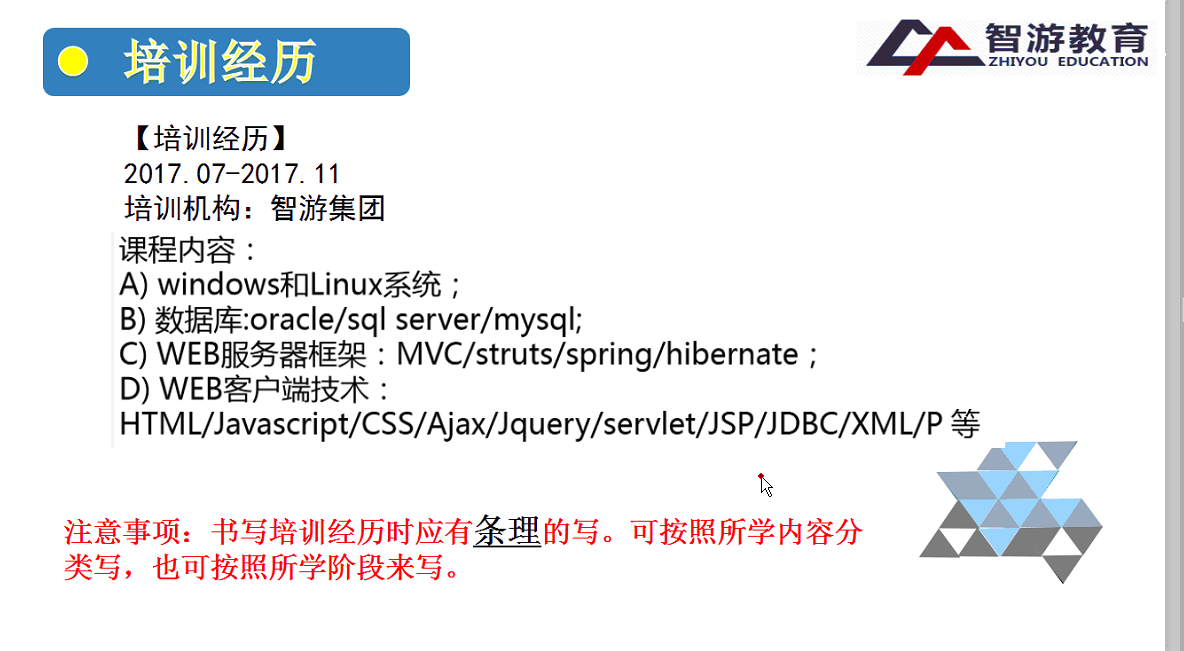 培训经历
智游教育
ZHIYOU EDUCATION
【培训经历】
2017.07-2017.11
培训机构：智游集团
课程内容：
A) windows和Linux系统；
B) 数据库:oracle/sql server/mysql;
C) WEB服务器框架：MVC/struts/spring/hibernate；
D) WEB客户端技术：
HTML/Javascript/CSS/Ajax/Jquery/servlet/JSP/JDBC/XML/P 等
注意事项：书写培训经历时应有条理的写。可按照所学内容分
类写，也可按照所学阶段来写。